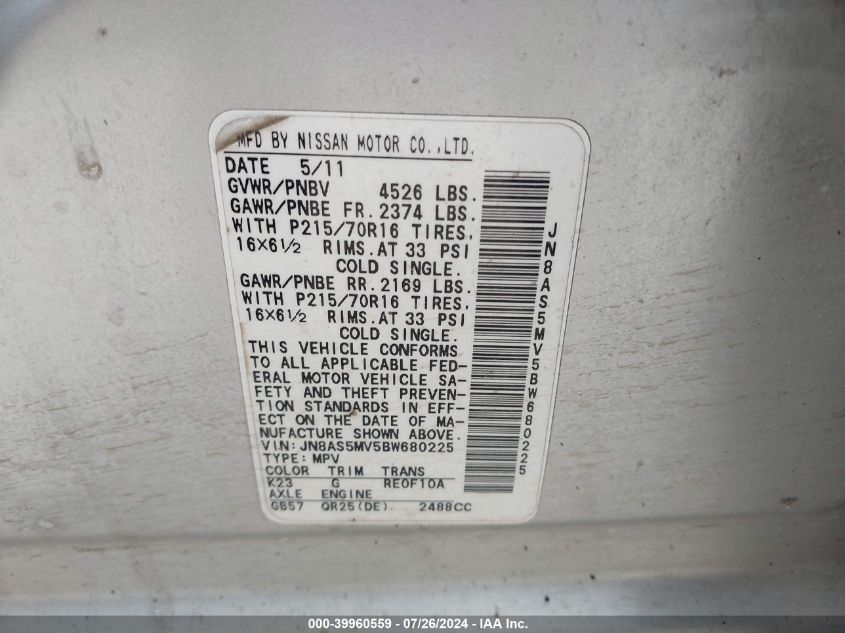 MFD BY NISSAN MOTOR CO.,LTD.
DATE 5/11
GVWR/PNBV 4526 LBS.
GAWR/PNBE FR. 2374 LBS.
WITH P215/70R16 TIRES,
16X6½ RIMS.AT 33 PSI
COLD SINGLE.
GAWR/PNBE RR. 2169 LBS.
WITH P215/70R16 TIRES,
16X6½ RIMS.AT 33 PSI
COLD SINGLE.
THIS VEHICLE CONFORMS
TO ALL APPLICABLE FED-
ERAL MOTOR VEHICLE SA-
FETY AND THEFT PREVEN-
TION STANDARDS IN EFF-
ECT ON THE DATE OF MA-
NUFACTURE SHOWN ABOVE.
VIN: JN8AS5MV5BW680225
TYPE: MPV
COLOR TRIM TRANS
K23 G RE0F10A
AXLE ENGINE
GB57 QR25(DE) 2488CC
JN8AS5MV5BW680225
000-39960559 - 07/26/2024 - IAA Inc.